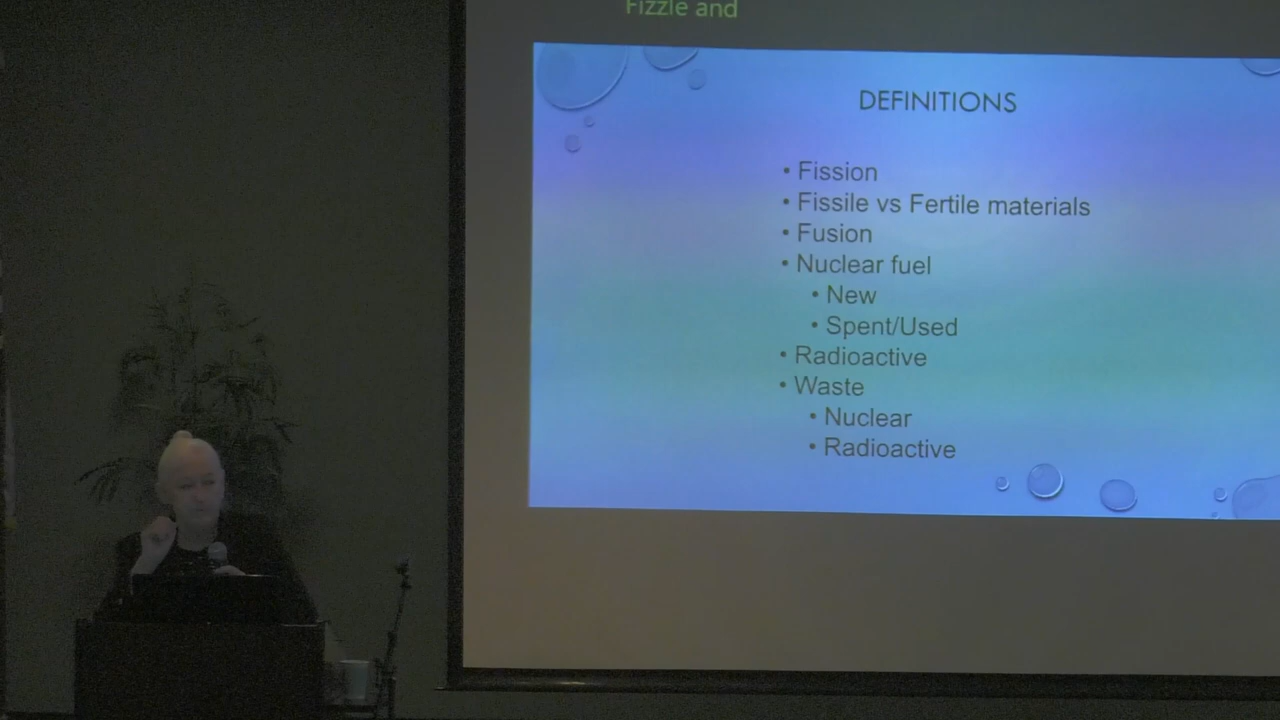 Fizzle and
DEFINITIONS
• Fission
• Fissile vs Fertile materials
• Fusion
• Nuclear fuel
• New
• Spent/Used
• Radioactive
• Waste
• Nuclear
• Radioactive